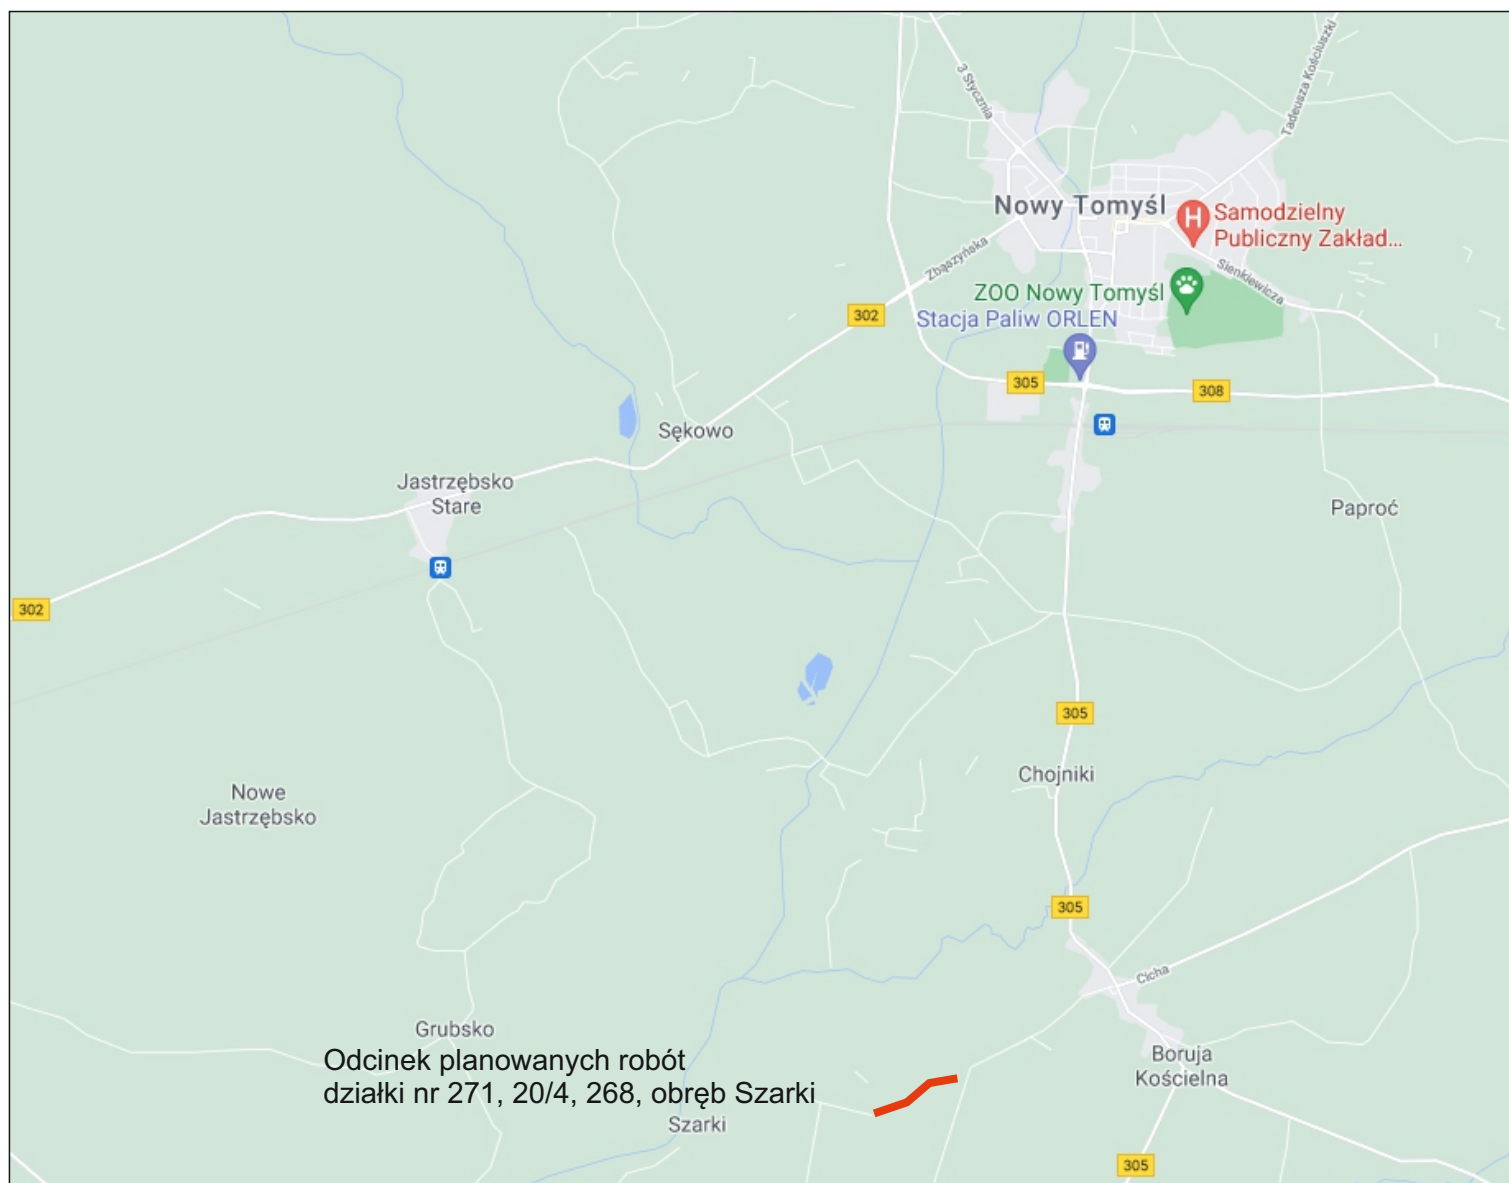 3 Stycznia
Tadeusza Kościuszki
Nowy Tomyśl
Samodzielny
Publiczny Zakład...
Zbąszyńska
Sienkiewicza
ZOO Nowy Tomyśl
302
Stacja Paliw ORLEN
305
308
Sękowo
Jastrzębsko
Stare
Paproć
302
305
Chojniki
Nowe
Jastrzębsko
305
Cicha
Grubsko
Odcinek planowanych robót
działki nr 271, 20/4, 268, obręb Szarki
Boruja
Kościelna
Szarki
305